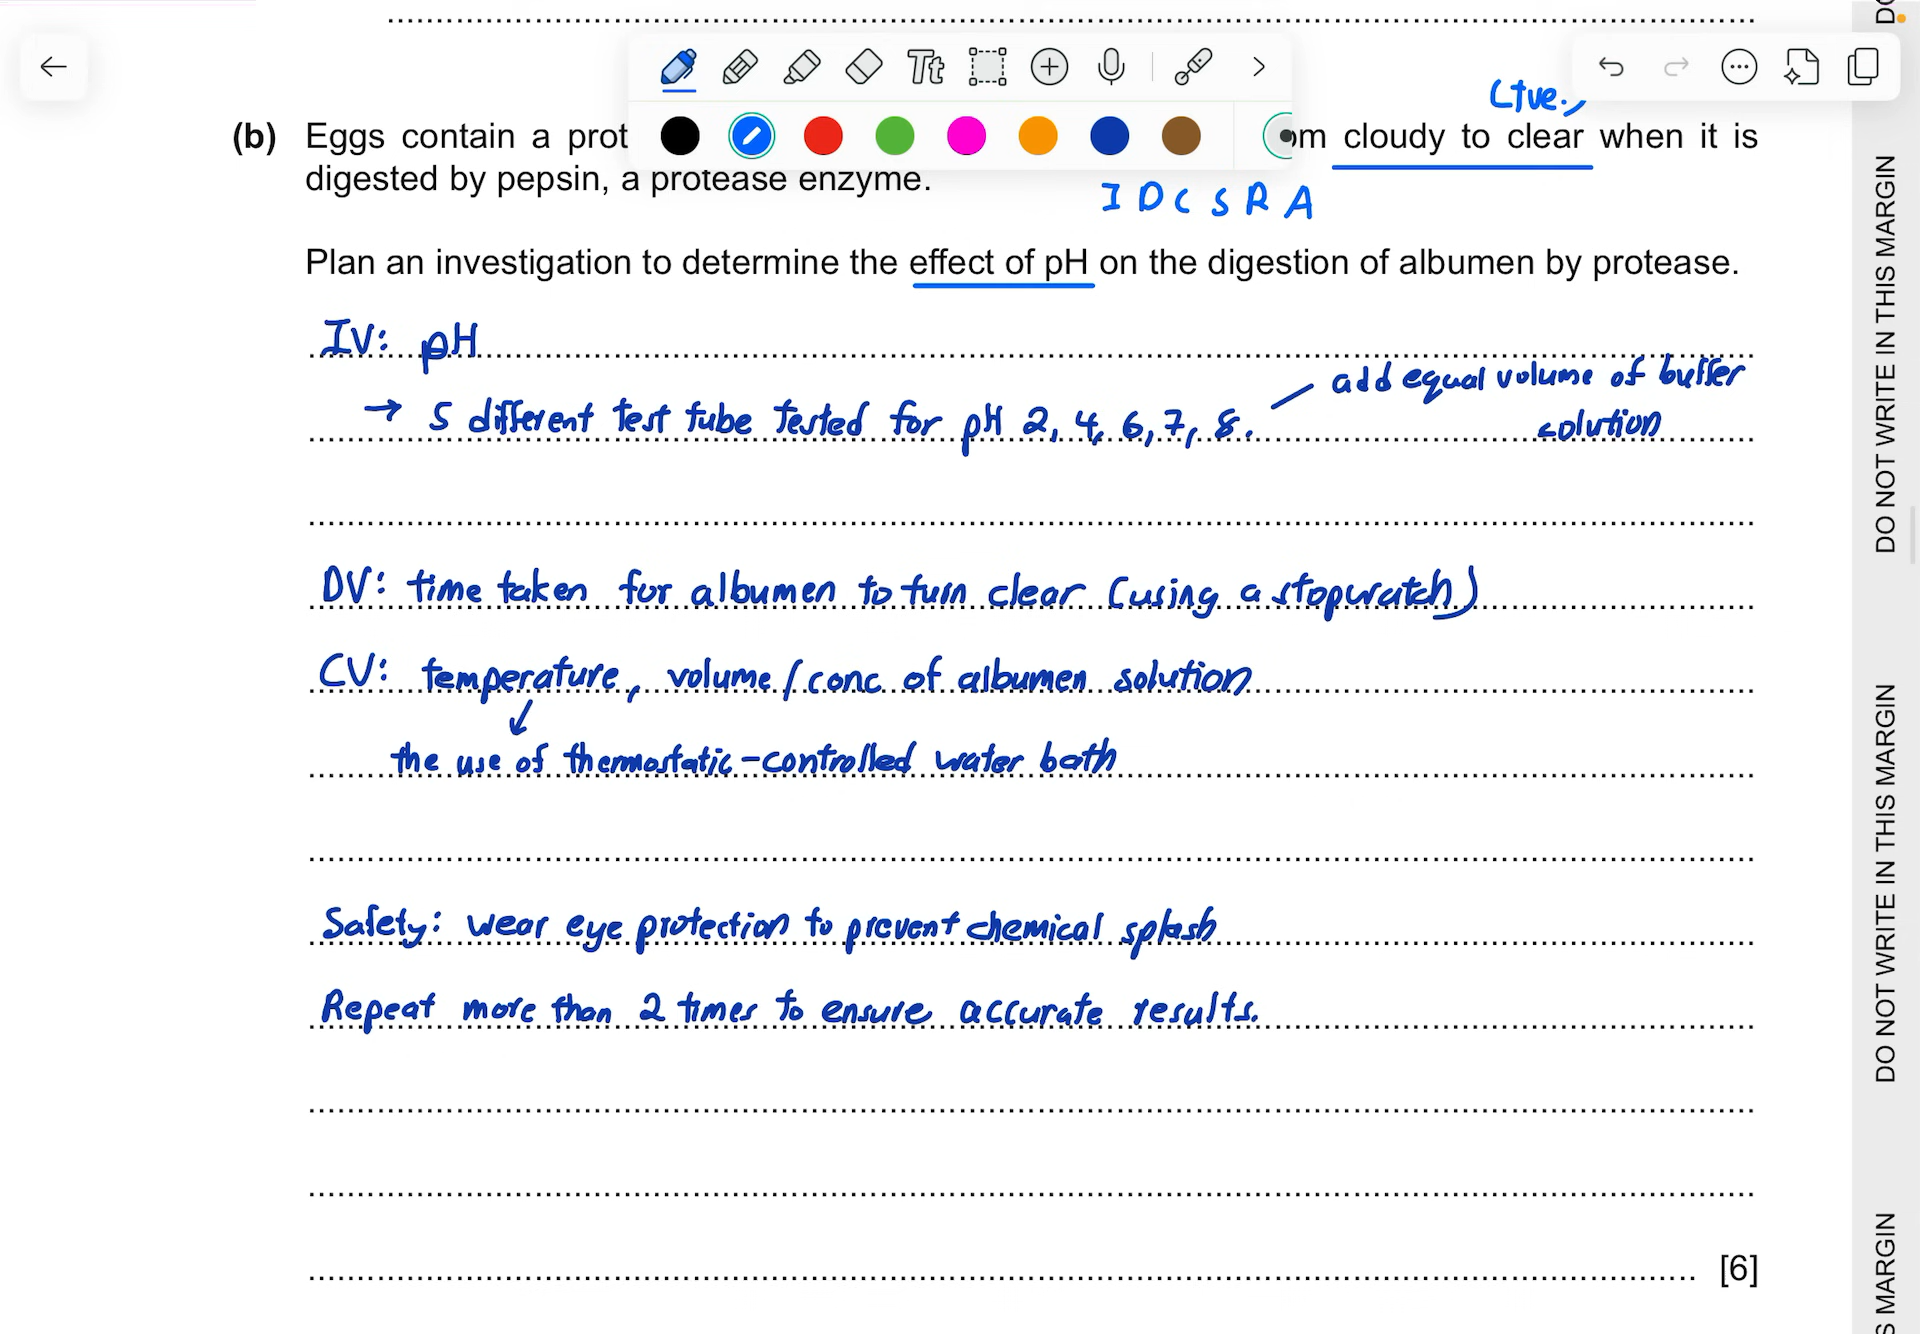 (tve.)
(b) Eggs contain a prot om cloudy to clear when it is
digested by pepsin, a protease enzyme.
I D C S R A
Plan an investigation to determine the effect of pH on the digestion of albumen by protease.
IV: pH
add equal volume of buffer
→ 5 different test tube tested for pH 2, 4, 6, 7, 8.
solution
DV: time taken for albumen to turn clear (using a stopwatch)
CV: temperature, volume/conc. of albumen solution
the use of thermostatic-controlled water bath
Safety: wear eye protection to prevent chemical splash
Repeat more than 2 times to ensure accurate results.
[6]
Tt
DO NOT WRITE IN THIS MARGIN
DO NOT WRITE IN THIS MARGIN
S MARGIN